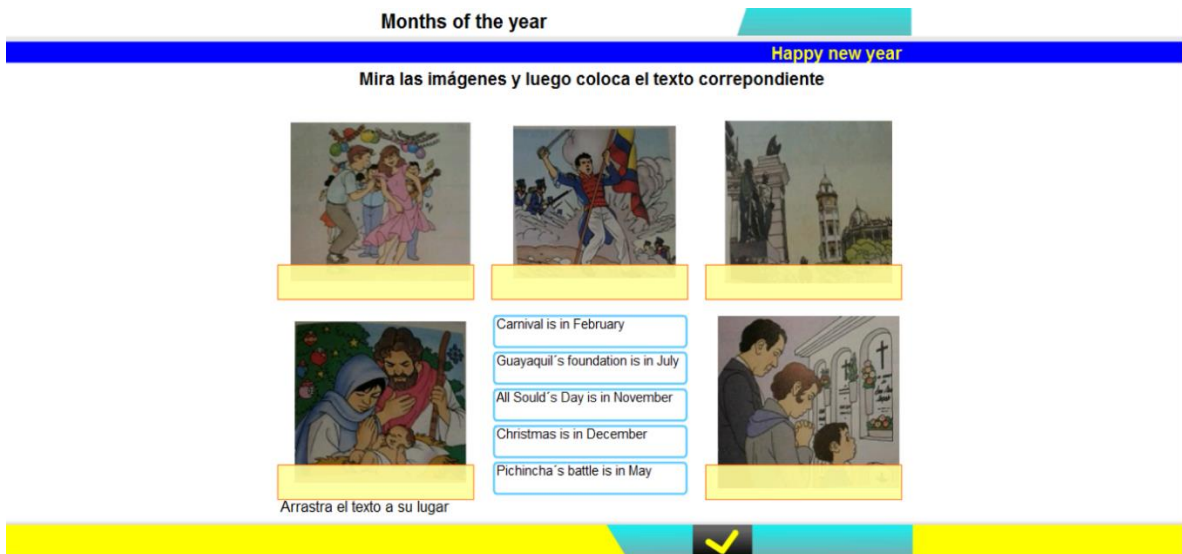 Months of the year
Happy new year
Mira las imágenes y luego coloca el texto correpondiente
Carnival is in February
Guayaquil´s foundation is in July
All Sould´s Day is in November
Christmas is in December
Pichincha´s battle is in May
Arrastra el texto a su lugar